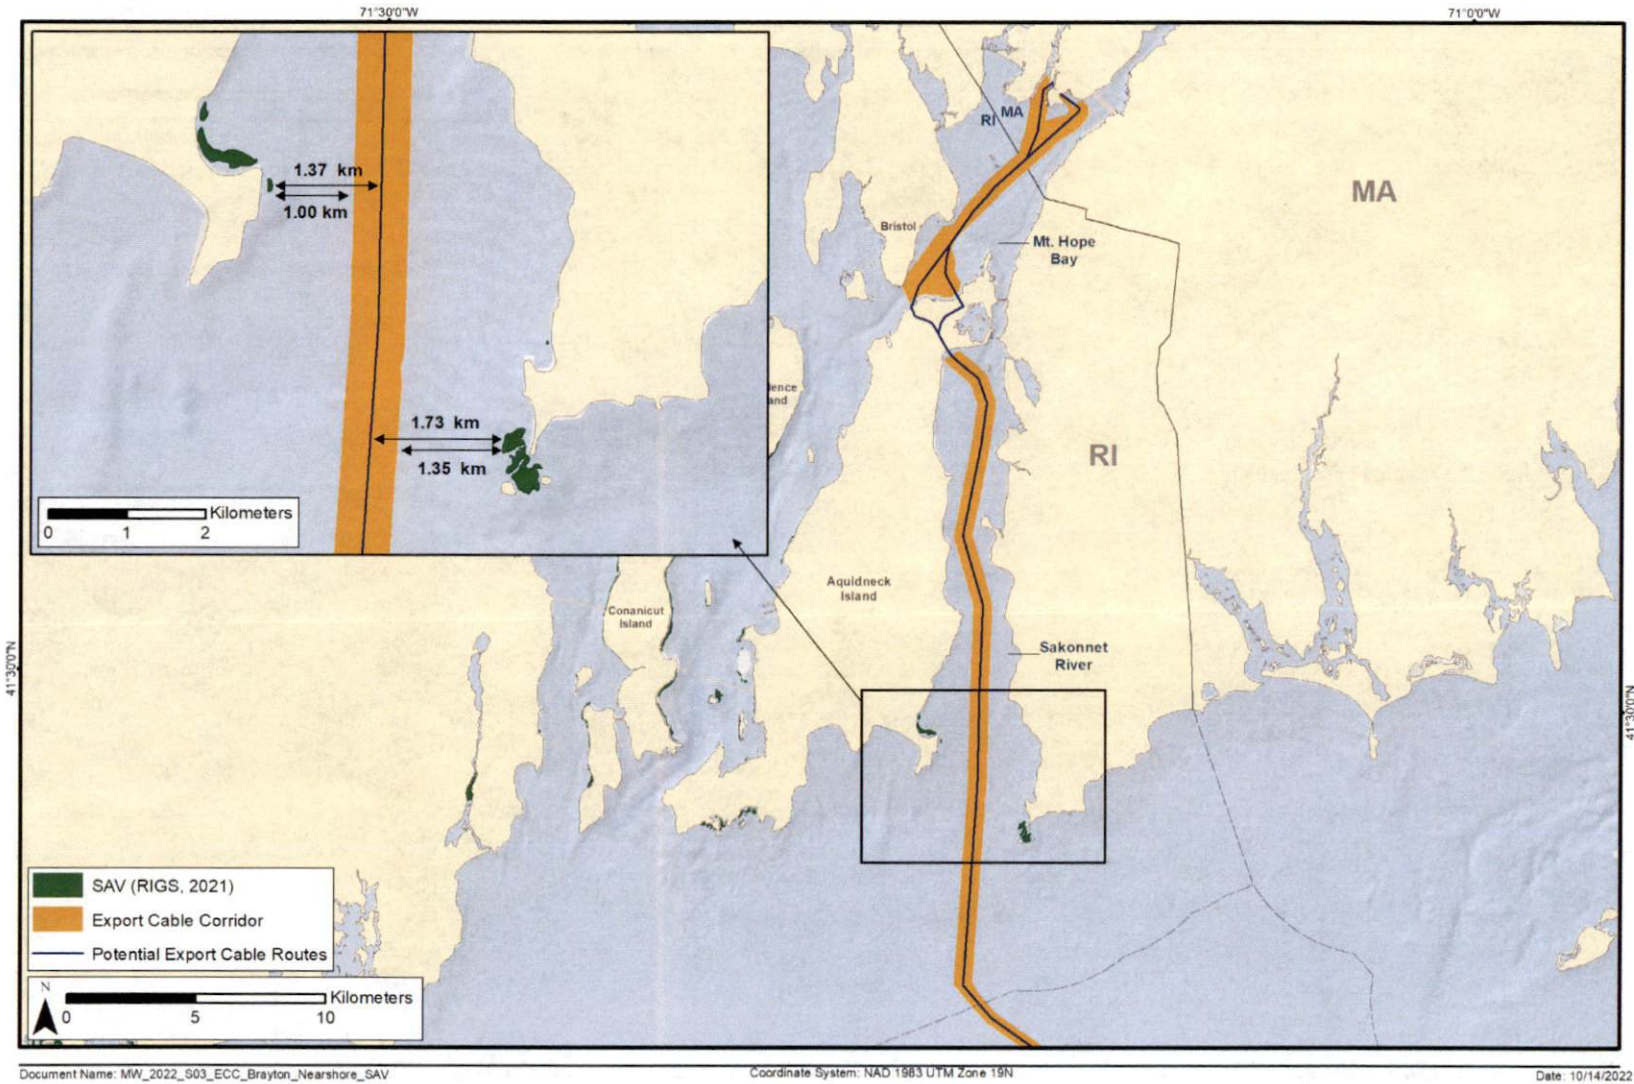 71°30'0"W
71°0'0"W
1.37 km
1.00 km
1.73 km
1.35 km
Kilometers
0 1 2
RI
MA
MA
Bristol
Mt. Hope
Bay
RI
Aquidneck
Island
Conanicut
Island
Sakonnet
River
41°30'0"N
41°30'0"N
SAV (RIGS, 2021)
Export Cable Corridor
Potential Export Cable Routes
N
Kilometers
0 5 10
Document Name: MW_2022_S03_ECC_Brayton_Nearshore_SAV
Coordinate System: NAD 1983 UTM Zone 19N
Date: 10/14/2022